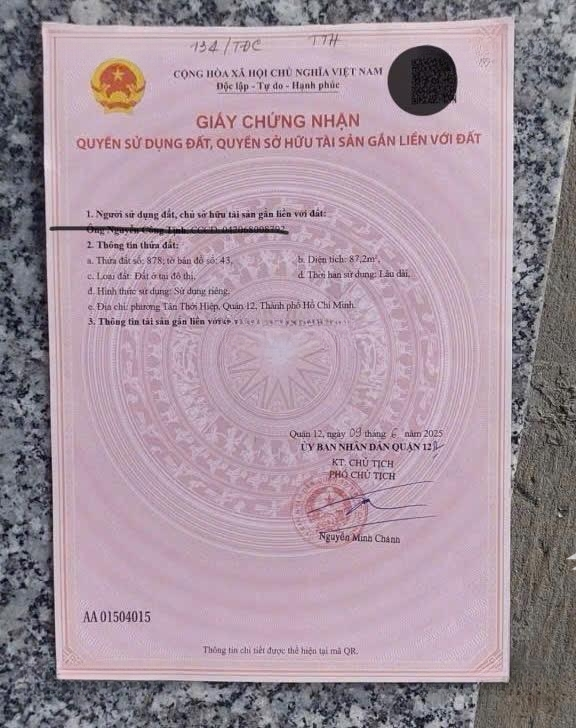 134/TĐC TTH
CỘNG HÒA XÃ HỘI CHỦ NGHĨA VIỆT NAM
Độc lập - Tự do - Hạnh phúc
GIẤY CHỨNG NHẬN
QUYỀN SỬ DỤNG ĐẤT, QUYỀN SỞ HỮU TÀI SẢN GẮN LIỀN VỚI ĐẤT
1. Người sử dụng đất, chủ sở hữu tài sản gắn liền với đất:
Ông Nguyễn Công
2. Thông tin thửa đất:
a. Thửa đất số: 878; tờ bản đồ số: 43,
b. Diện tích: 87,2m²,
c. Loại đất: Đất ở tại đô thị,
d. Thời hạn sử dụng: Lâu dài,
đ. Hình thức sử dụng: Sử dụng riêng,
e. Địa chỉ: phường Tân Thới Hiệp, Quận 12, Thành phố Hồ Chí Minh.
3. Thông tin tài sản gắn liền với
Quận 12, ngày 09 tháng 6 năm 2025
ỦY BAN NHÂN DÂN QUẬN 12
KT. CHỦ TỊCH
PHÓ CHỦ TỊCH
Nguyễn Minh Chánh
AA 01504015
Thông tin chi tiết được thể hiện tại mã QR.